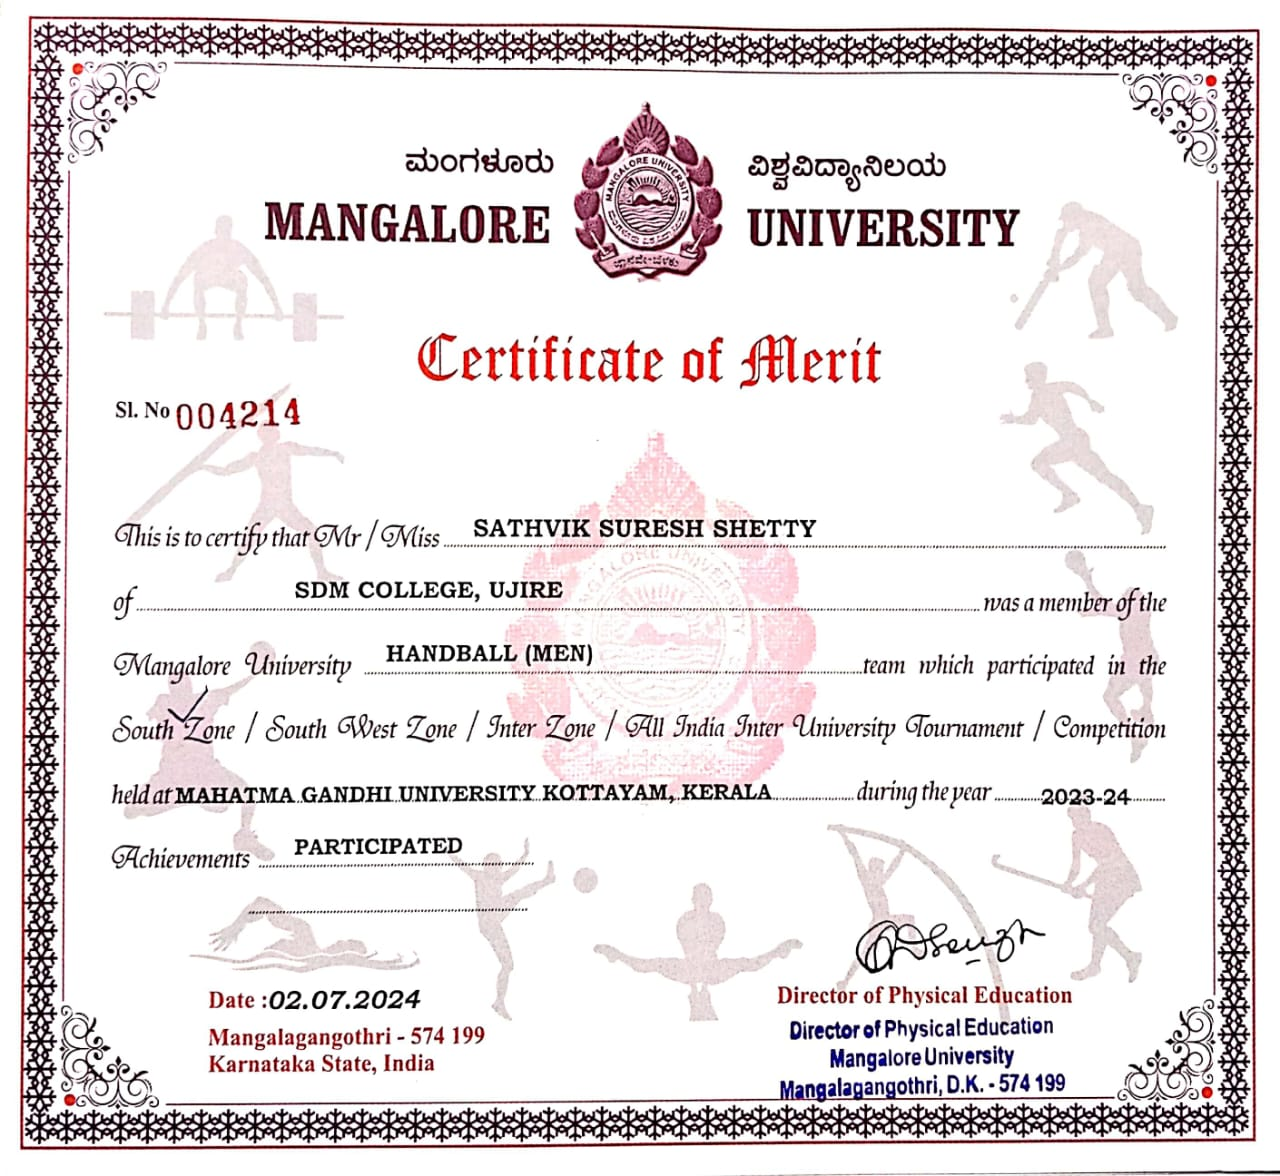 ಮಂಗಳೂರು ವಿಶ್ವವಿದ್ಯಾನಿಲಯ
MANGALORE UNIVERSITY
MANGALORE UNIVERSITY
Certificate of Merit
Sl. No 004214
This is to certify that Mr / Miss SATHVIK SURESH SHETTY
of SDM COLLEGE, UJIRE was a member of the
Mangalore University HANDBALL (MEN) team which participated in the
South Zone / South West Zone / Inter Zone / All India Inter University Tournament / Competition
held at MAHATMA GANDHI UNIVERSITY KOTTAYAM, KERALA during the year 2023-24
Achievements PARTICIPATED
Date : 02.07.2024
Mangalagangothri - 574 199
Karnataka State, India
Director of Physical Education
Director of Physical Education
Mangalore University
Mangalagangothri, D.K. - 574 199